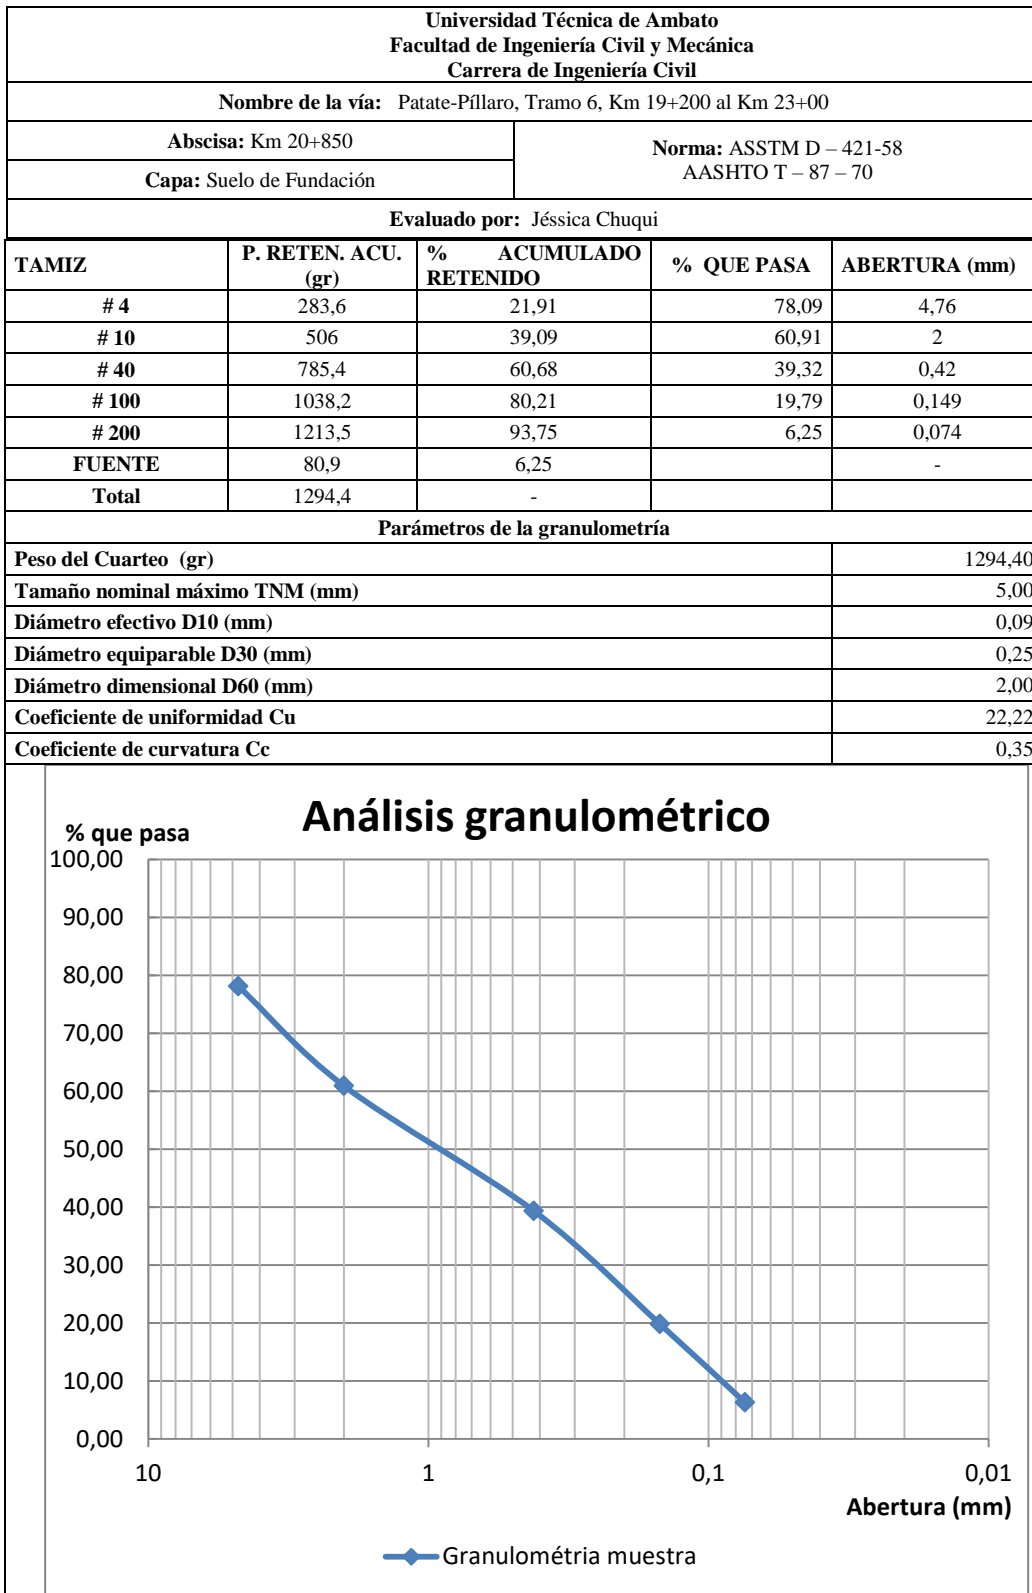 Universidad Técnica de Ambato
Facultad de Ingeniería Civil y Mecánica
Carrera de Ingeniería Civil
Nombre de la vía: Patate-Píllaro, Tramo 6, Km 19+200 al Km 23+00
Abscisa: Km 20+850
Capa: Suelo de Fundación
Norma: ASSTM D – 421-58
AASHTO T – 87 – 70
Evaluado por: Jéssica Chuqui
TAMIZ P. RETEN. ACU. (gr) % ACUMULADO RETENIDO % QUE PASA ABERTURA (mm)
# 4 283,6 21,91 78,09 4,76
# 10 506 39,09 60,91 2
# 40 785,4 60,68 39,32 0,42
# 100 1038,2 80,21 19,79 0,149
# 200 1213,5 93,75 6,25 0,074
FUENTE 80,9 6,25 -
Total 1294,4 -
Parámetros de la granulometría
Peso del Cuarteo (gr) 1294,40
Tamaño nominal máximo TNM (mm) 5,00
Diámetro efectivo D10 (mm) 0,09
Diámetro equiparable D30 (mm) 0,25
Diámetro dimensional D60 (mm) 2,00
Coeficiente de uniformidad Cu 22,22
Coeficiente de curvatura Cc 0,35
Análisis granulométrico
% que pasa
100,00
90,00
80,00
70,00
60,00
50,00
40,00
30,00
20,00
10,00
0,00
10 1 0,1 0,01
Abertura (mm)
Granulométria muestra